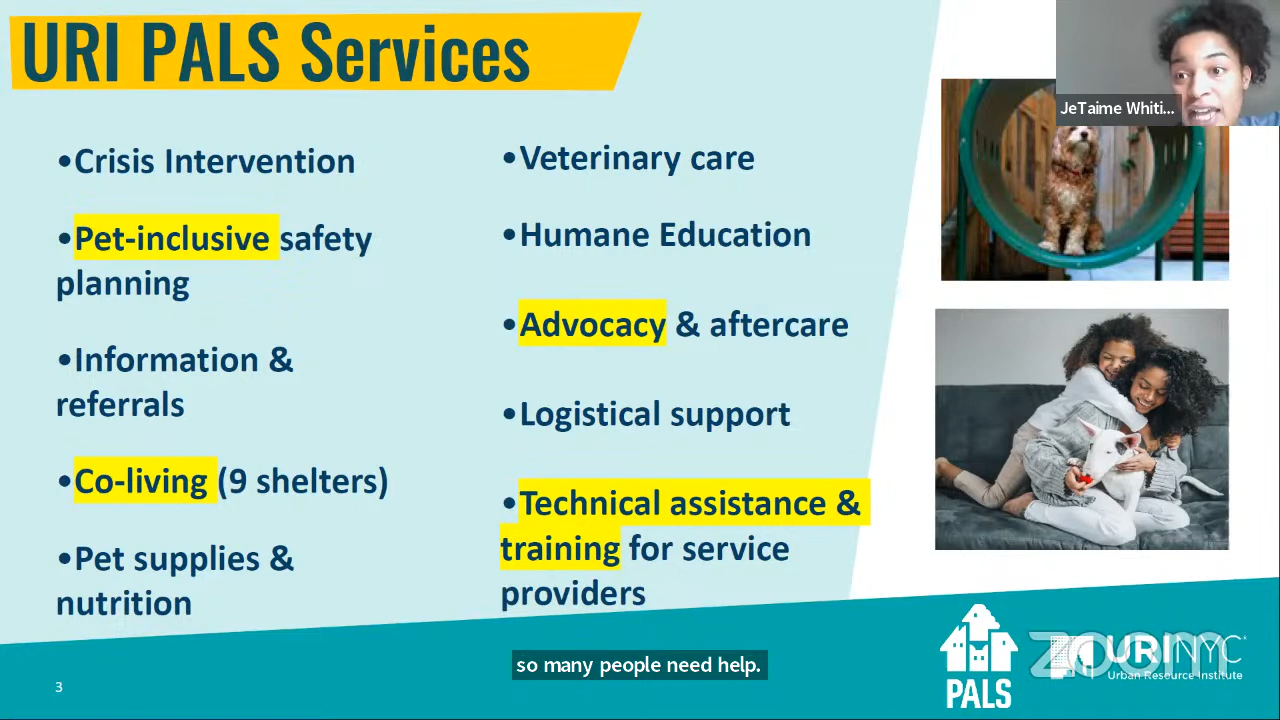 URI PALS Services
JeTaime Whiti...
•Crisis Intervention
•Pet-inclusive safety
planning
•Information &
referrals
•Co-living (9 shelters)
•Pet supplies &
nutrition
•Veterinary care
•Humane Education
•Advocacy & aftercare
•Logistical support
•Technical assistance &
training for service
providers
so many people need help.
3
PALS
zoom
URINYC
Urban Resource Institute